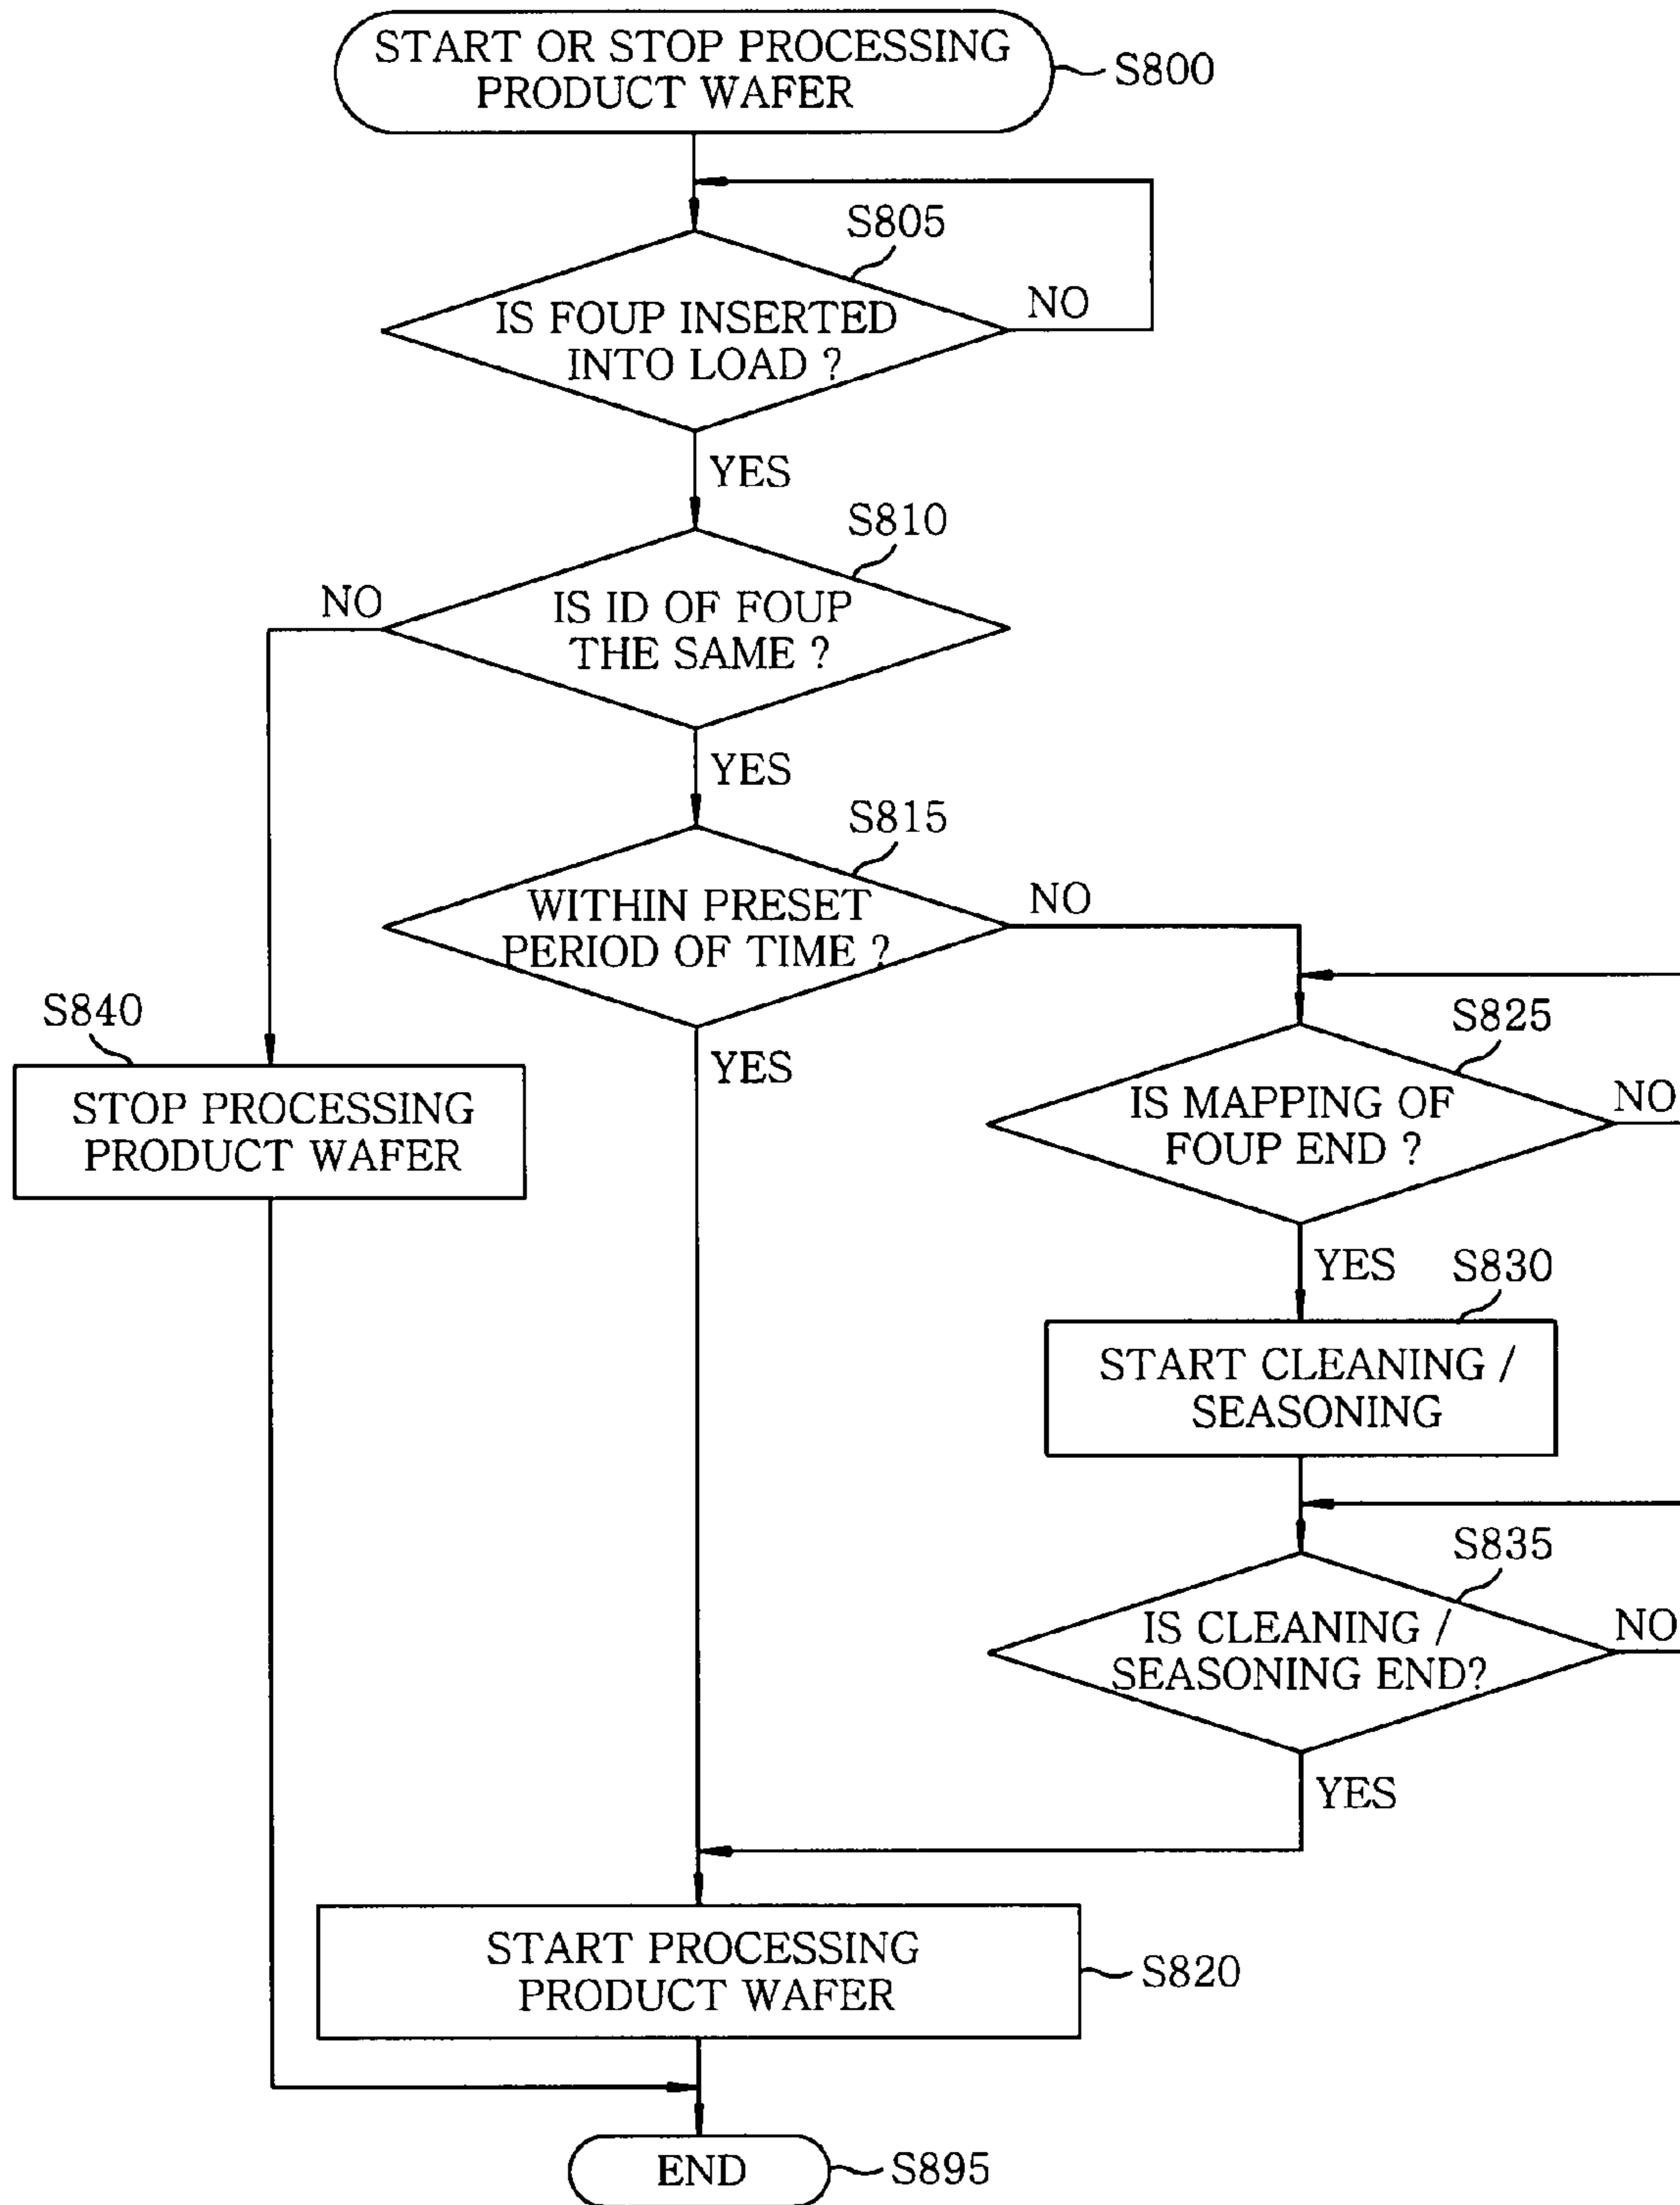 START OR STOP PROCESSING
PRODUCT WAFER
S800
S805
IS FOUP INSERTED
INTO LOAD ?
NO
YES
S810
IS ID OF FOUP
THE SAME ?
NO
YES
S815
WITHIN PRESET
PERIOD OF TIME ?
NO
YES
S840
STOP PROCESSING
PRODUCT WAFER
S825
IS MAPPING OF
FOUP END ?
NO
YES
S830
START CLEANING /
SEASONING
S835
IS CLEANING /
SEASONING END?
NO
YES
START PROCESSING
PRODUCT WAFER
S820
END
S895